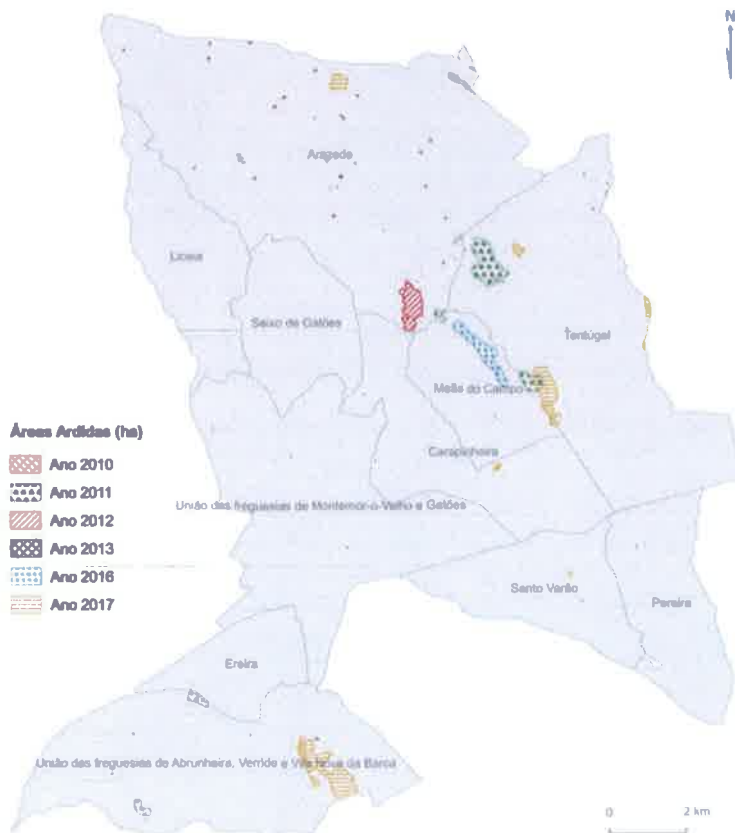 N
Arazede
Liceia
Seixo de Gatões
Tentúgal
Meãs do Campo
Carapinheira
Áreas Ardidas (ha)
Ano 2010
Ano 2011
Ano 2012
Ano 2013
Ano 2016
Ano 2017
União das freguesias de Montemor-o-Velho e Gatões
Santo Varão
Pereira
Ereira
União das freguesias de Abrunheira, Verride e Vila Nova da Barca
0 2 km